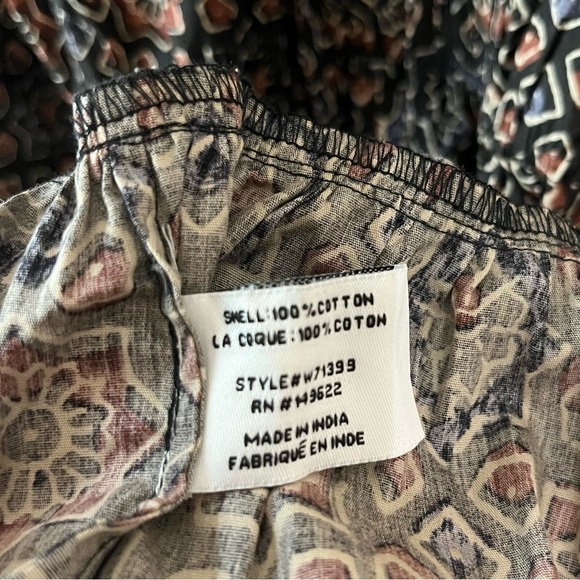 SHELL:100%COTTON
LA COQUE:100%COTON
STYLE#W71399
RN #149622
MADE IN INDIA
FABRIQUÉ EN INDE